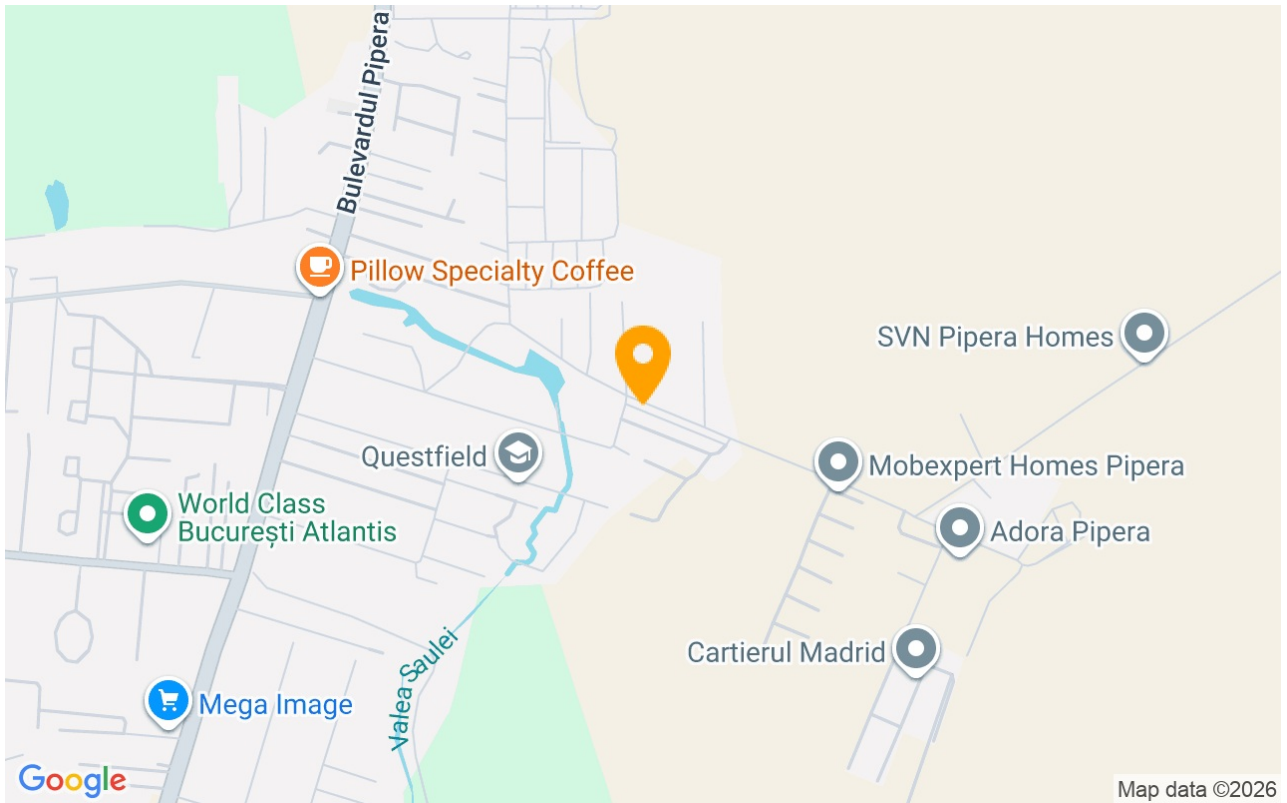 Bulevardul Pipera
Pillow Specialty Coffee
SVN Pipera Homes
Questfield
Mobexpert Homes Pipera
World Class
București Atlantis
Adora Pipera
Cartierul Madrid
Valea Saulei
Mega Image
Google
Map data ©2026